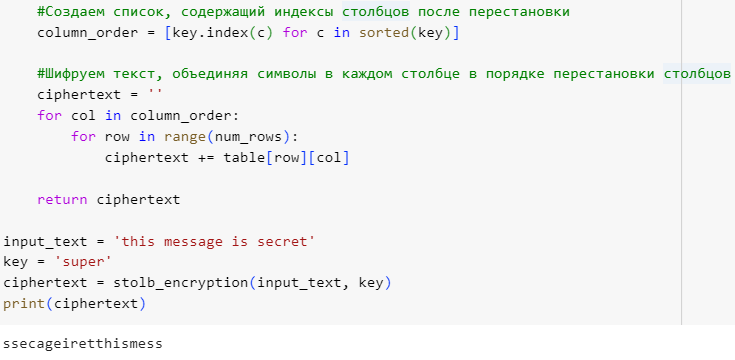 #Создаем список, содержащий индексы столбцов после перестановки
column_order = [key.index(c) for c in sorted(key)]
#Шифруем текст, объединяя символы в каждом столбце в порядке перестановки столбцов
ciphertext = ''
for col in column_order:
for row in range(num_rows):
ciphertext += table[row][col]
return ciphertext
input_text = 'this message is secret'
key = 'super'
ciphertext = stolb_encryption(input_text, key)
print(ciphertext)
ssecageiretthismess